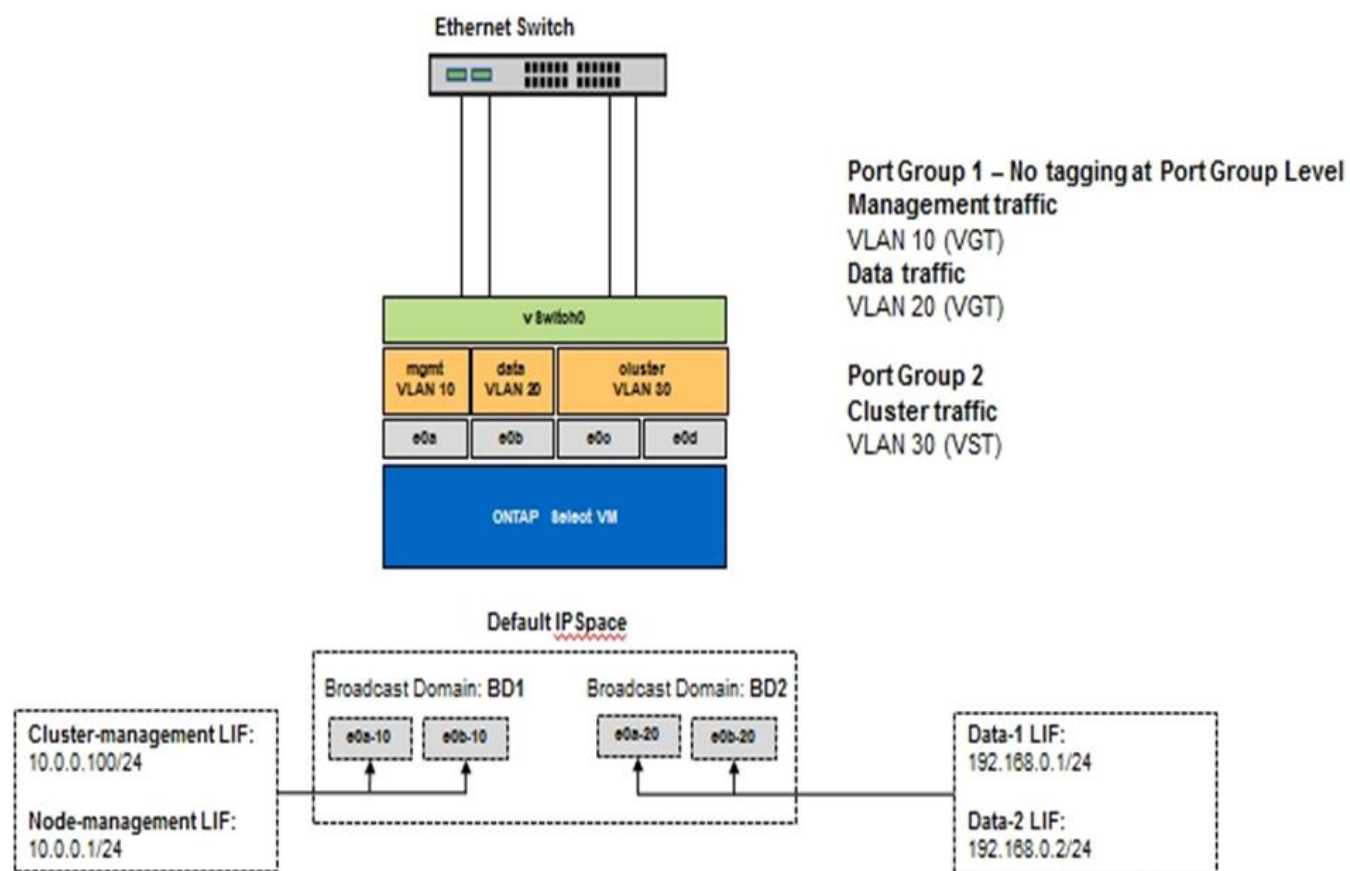 Ethernet Switch
Port Group 1 – No tagging at Port Group Level
Management traffic
VLAN 10 (VGT)
Data traffic
VLAN 20 (VGT)
Port Group 2
Cluster traffic
VLAN 30 (VST)
vSwitch0
mgmt
VLAN 10
data
VLAN 20
cluster
VLAN 30
e0a
e0b
e0c
e0d
ONTAP Select VM
Default IPSpace
Broadcast Domain: BD1
Broadcast Domain: BD2
e0a-10
e0b-10
e0a-20
e0b-20
Cluster-management LIF:
10.0.0.100/24
Node-management LIF:
10.0.0.1/24
Data-1 LIF:
192.168.0.1/24
Data-2 LIF:
192.168.0.2/24